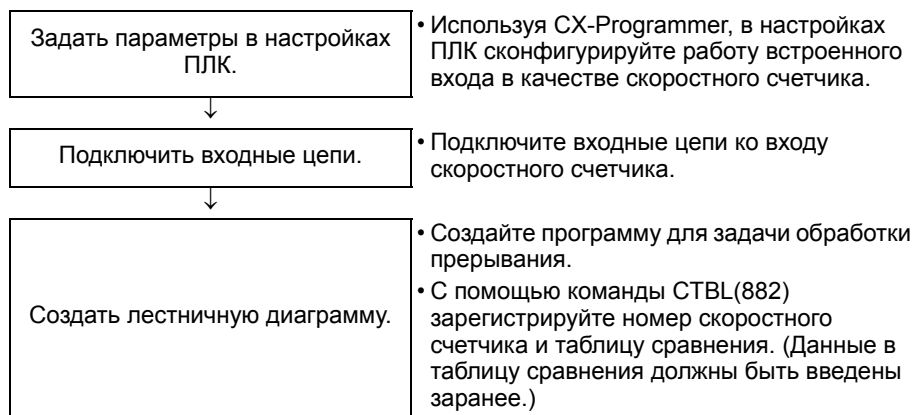 Задать параметры в настройках
ПЛК.
• Используя CX-Programmer, в настройках
ПЛК сконфигурируйте работу встроенного
входа в качестве скоростного счетчика.
↓
Подключить входные цепи.
• Подключите входные цепи ко входу
скоростного счетчика.
↓
Создать лестничную диаграмму.
• Создайте программу для задачи обработки
прерывания.
• С помощью команды CTBL(882)
зарегистрируйте номер скоростного
счетчика и таблицу сравнения. (Данные в
таблицу сравнения должны быть введены
заранее.)